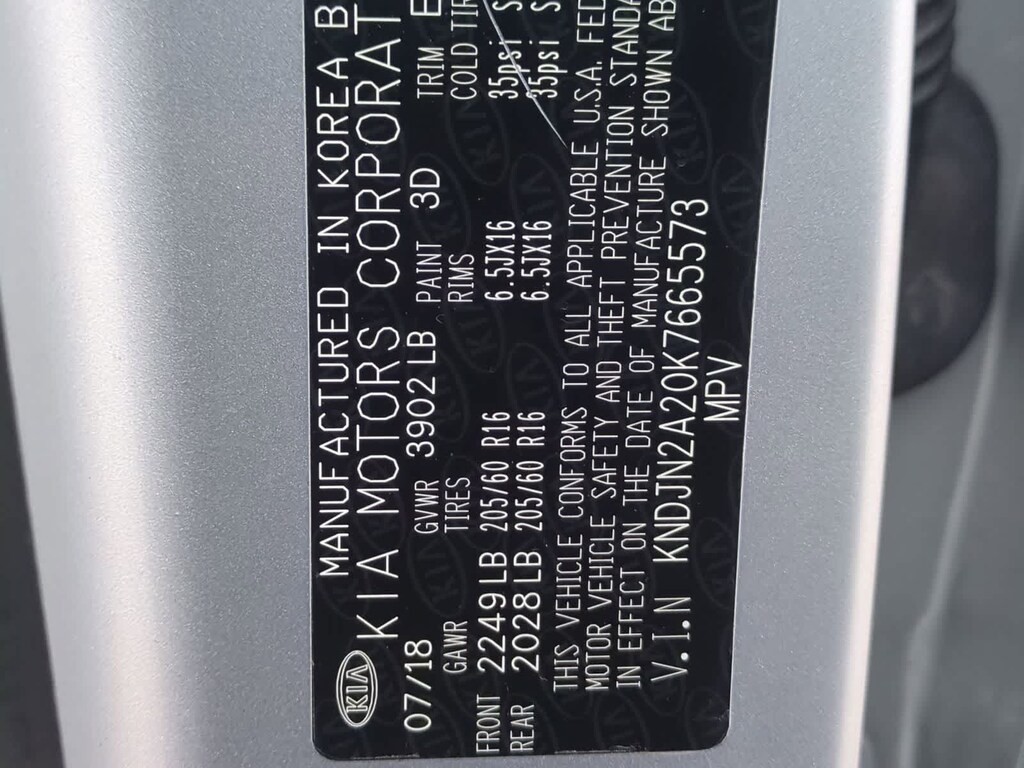 KIA MANUFACTURED IN KOREA B
KIA MOTORS CORPORAT
07/18 GVWR 3902LB PAINT 3D TRIM E
GAWR TIRES RIMS COLD TIR
FRONT 2249LB 205/60 R16 6.5JX16 35psi S
REAR 2028LB 205/60 R16 6.5JX16 35psi S
THIS VEHICLE CONFORMS TO ALL APPLICABLE U.S.A. FED
MOTOR VEHICLE SAFETY AND THEFT PREVENTION STANDA
IN EFFECT ON THE DATE OF MANUFACTURE SHOWN AB
V.I.N KNDJN2A20K7665573
MPV